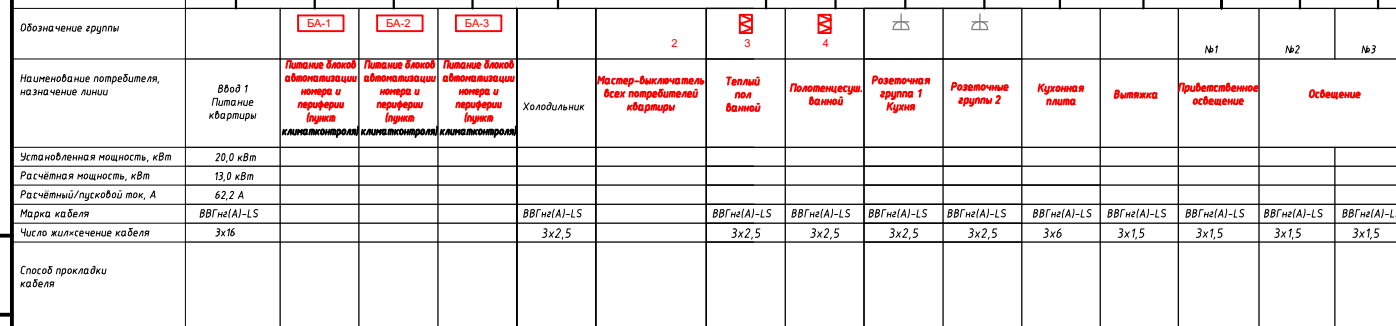 Обозначение группы БА-1 БА-2 БА-3 2 3 4 №1 №2 №3
Наименование потребителя,
назначение линии
Ввод 1
Питание
квартиры
Питание блоков
автоматизации
номера и
периферии
(пункт
климатконтроля)
Питание блоков
автоматизации
номера и
периферии
(пункт
климатконтроля)
Питание блоков
автоматизации
номера и
периферии
(пункт
климатконтроля)
Холодильник
Мастер-выключатель
всех потребителей
квартиры
Теплый
пол
ванной
Полотенцесуш.
ванной
Розеточная
группа 1
Кухня
Розеточные
группы 2
Кухонная
плита
Вытяжка
Приветственное
освещение
Освещение
Установленная мощность, кВт 20,0 кВт
Расчётная мощность, кВт 13,0 кВт
Расчётный/пусковой ток, А 62,2 А
Марка кабеля ВВГнг(А)-LS ВВГнг(А)-LS ВВГнг(А)-LS ВВГнг(А)-LS ВВГнг(А)-LS ВВГнг(А)-LS ВВГнг(А)-LS ВВГнг(А)-LS ВВГнг(А)-LS ВВГнг(А)-LS ВВГнг(А)-LS
Число жил×сечение кабеля 3х16 3х2,5 3х2,5 3х2,5 3х2,5 3х2,5 3х6 3х1,5 3х1,5 3х1,5 3х1,5
Способ прокладки
кабеля